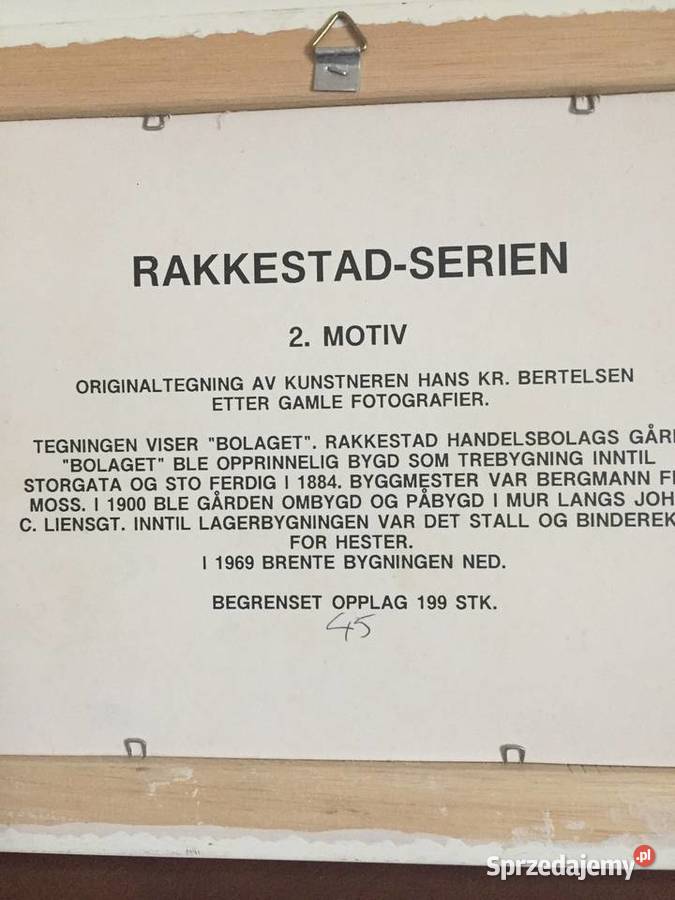 RAKKESTAD-SERIEN
2. MOTIV
ORIGINALTEGNING AV KUNSTNEREN HANS KR. BERTELSEN
ETTER GAMLE FOTOGRAFIER.
TEGNINGEN VISER "BOLAGET". RAKKESTAD HANDELSBOLAGS
"BOLAGET" BLE OPPRINNELIG BYGD SOM TREBYGNING INNTIL
STORGATA OG STO FERDIG I 1884. BYGGMESTER VAR BERGMANN
MOSS. I 1900 BLE GÅRDEN OMBYGD OG PÅBYGD I MUR LANGS
C. LIENSGT. INNTIL LAGERBYGNINGEN VAR DET STALL OG
FOR HESTER.
I 1969 BRENTE BYGNINGEN NED.
BEGRENSET OPPLAG 199 STK.
45
Sprzedajemy.pl